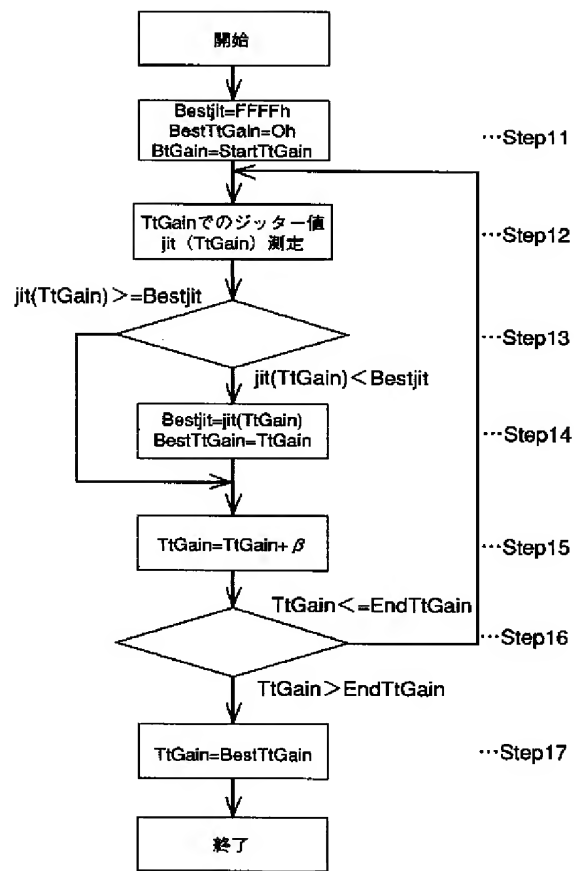 開始
Bestjit=FFFFh
BestTtGain=0h
BtGain=StartTtGain
…Step11
TtGainでのジッター値
jit（TtGain）測定
…Step12
jit(TtGain)＞=Bestjit
…Step13
jit(TtGain)＜Bestjit
Bestjit=jit(TtGain)
BestTtGain=TtGain
…Step14
TtGain=TtGain+β
…Step15
TtGain＜=EndTtGain
…Step16
TtGain＞EndTtGain
TtGain=BestTtGain
…Step17
終了